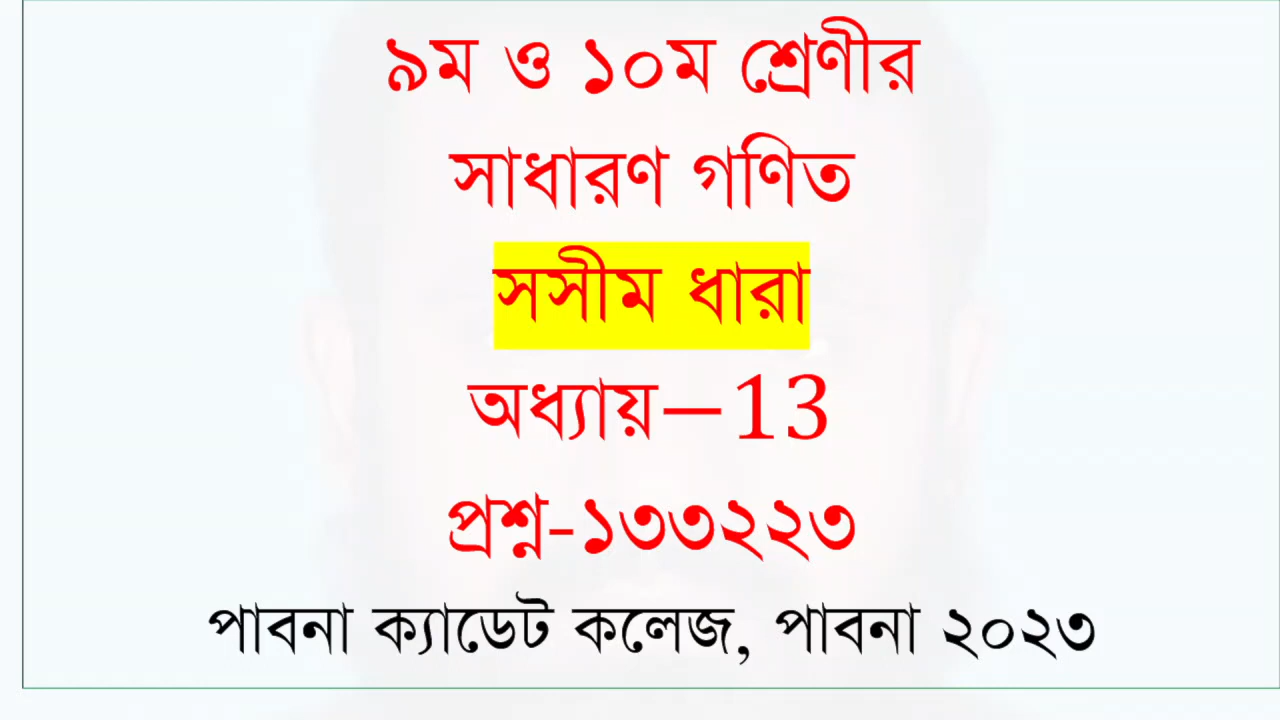 ৯ম ও ১০ম শ্রেণীর
সাধারণ গণিত
সসীম ধারা
অধ্যায়−13
প্রশ্ন-১৩৩২২৩
পাবনা ক্যাডেট কলেজ, পাবনা ২০২৩